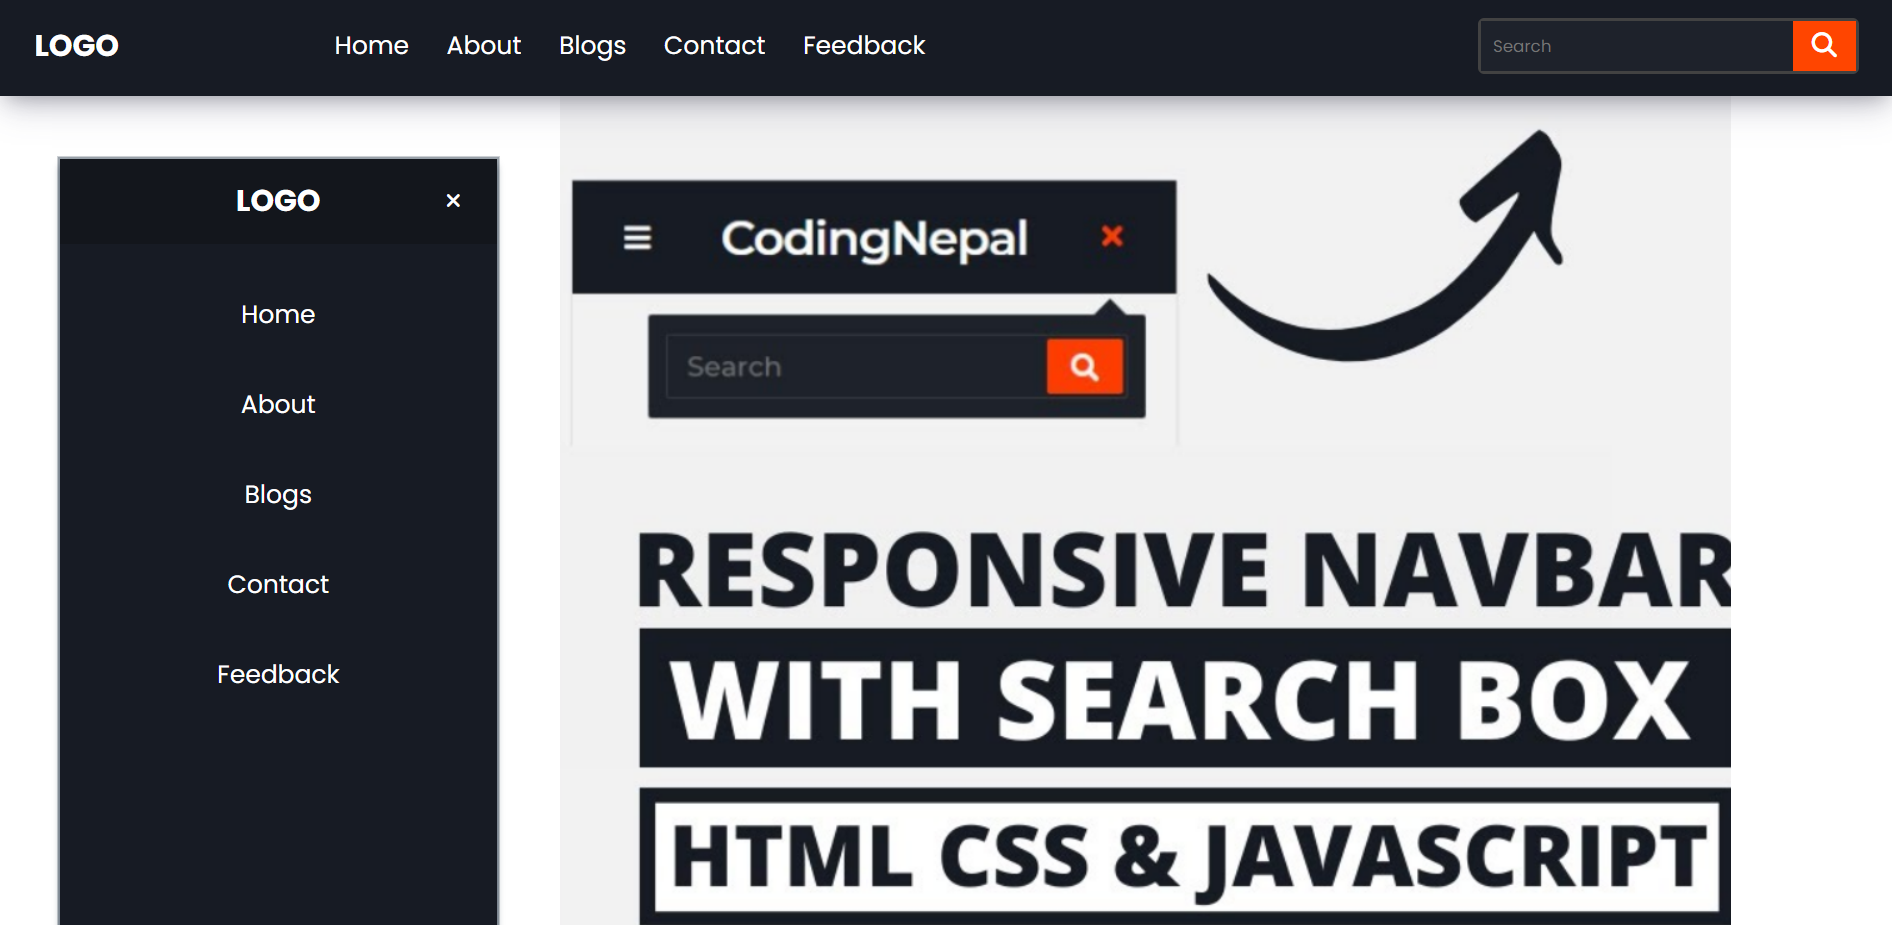 LOGO Home About Blogs Contact Feedback Search
LOGO ×
Home
About
Blogs
Contact
Feedback
CodingNepal
Search
RESPONSIVE NAVBAR
WITH SEARCH BOX
HTML CSS & JAVASCRIPT